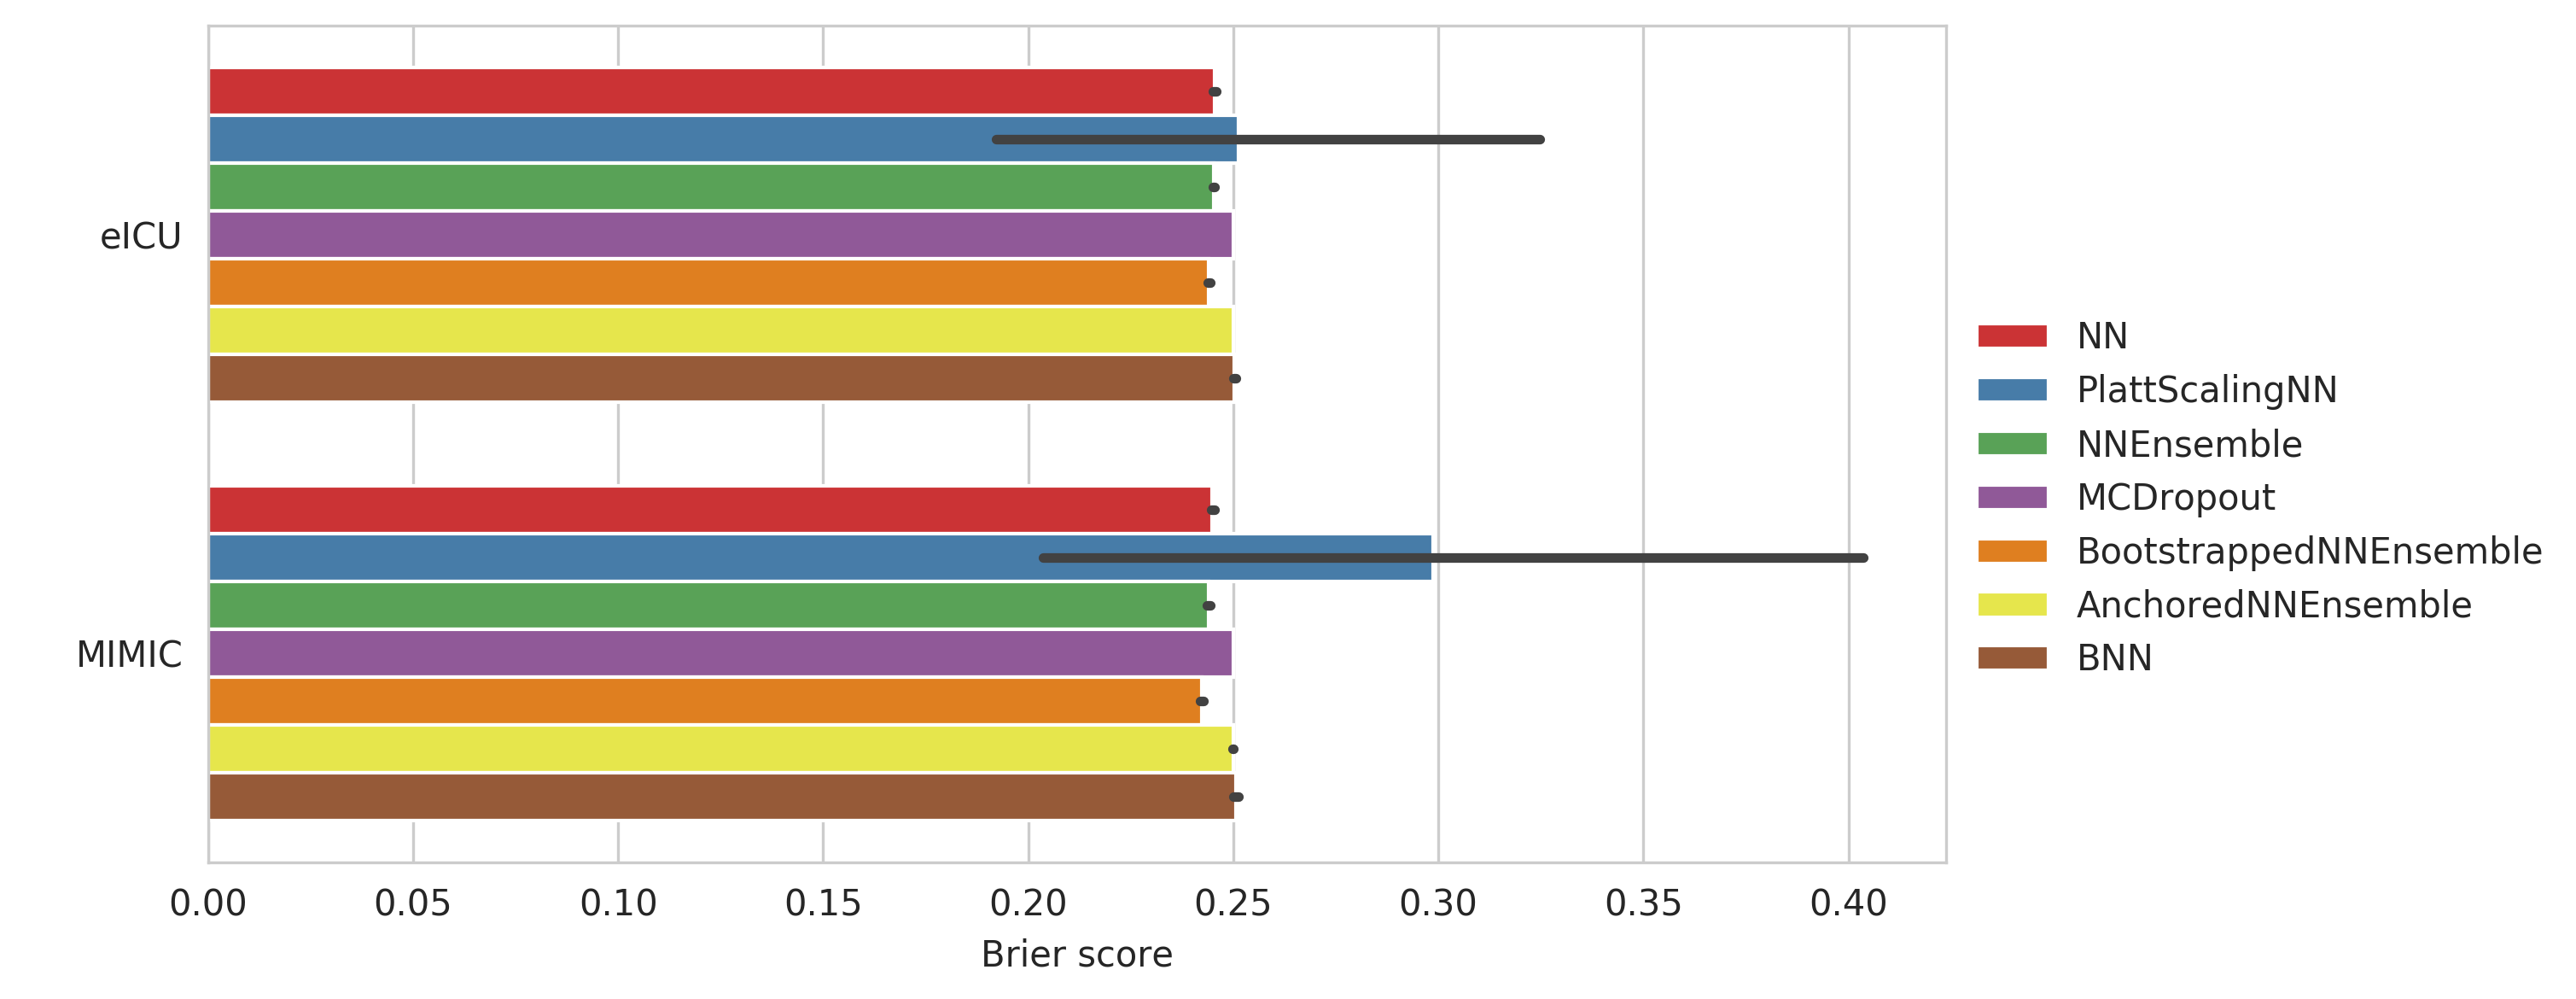 eICU
MIMIC
0.00 0.05 0.10 0.15 0.20 0.25 0.30 0.35 0.40
Brier score
NN
PlattScalingNN
NNEnsemble
MCDropout
BootstrappedNNEnsemble
AnchoredNNEnsemble
BNN